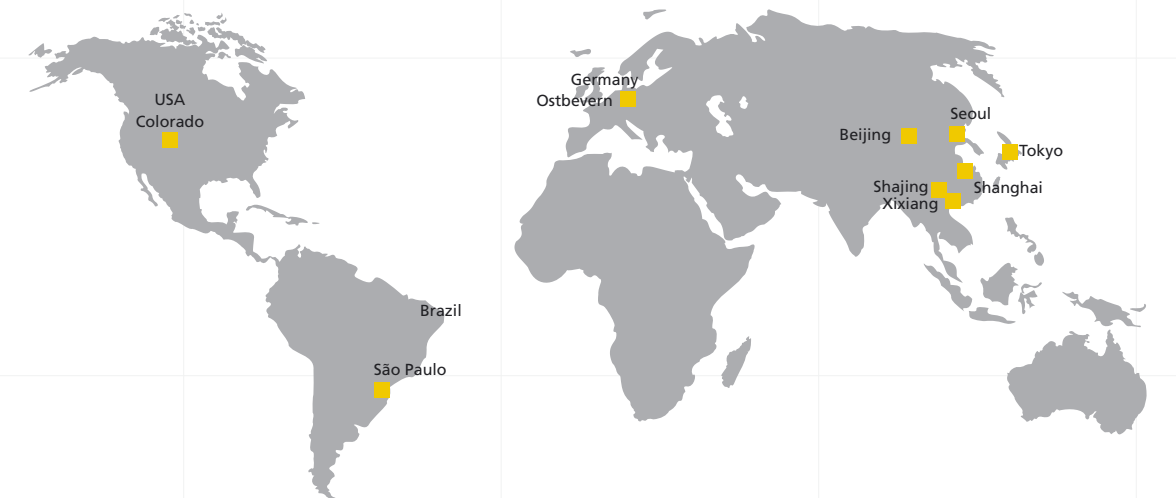 USA
Colorado
Brazil
São Paulo
Germany
Ostbevern
Beijing
Seoul
Tokyo
Shajing
Shanghai
Xixiang